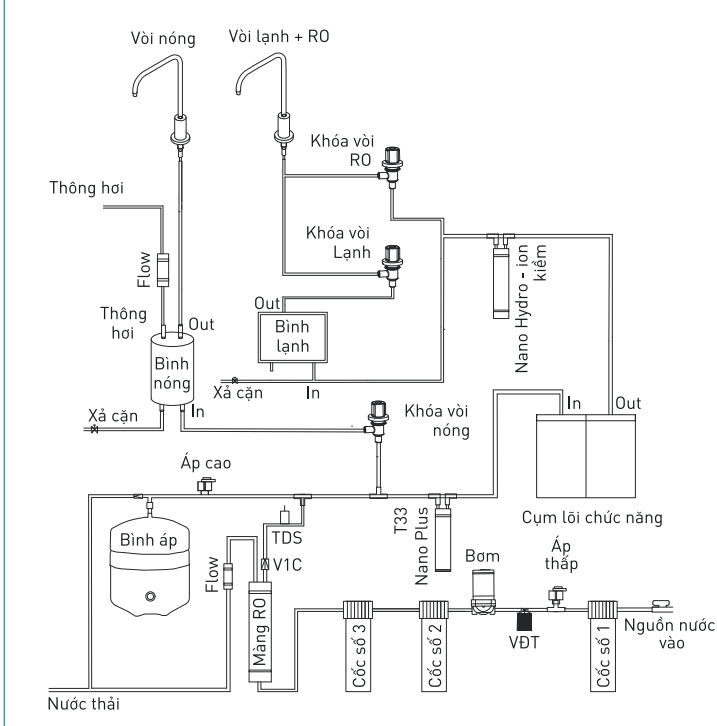 Vòi nóng
Vòi lạnh + RO
Khóa vòi
RO
Thông hơi
Khóa vòi
Lạnh
Flow
Nano Hydro - ion
kiềm
Out
Thông
hơi
Out
Bình
lạnh
Bình
nóng
Xả cặn
In
In
Khóa vòi
nóng
In
Out
Xả cặn
Áp cao
T33
Nano Plus
Cụm lõi chức năng
TDS
Bình áp
Flow
V1C
Bơm
Áp
thấp
Màng RO
Cốc số 3
Cốc số 2
VĐT
Cốc số 1
Nguồn nước
vào
Nước thải